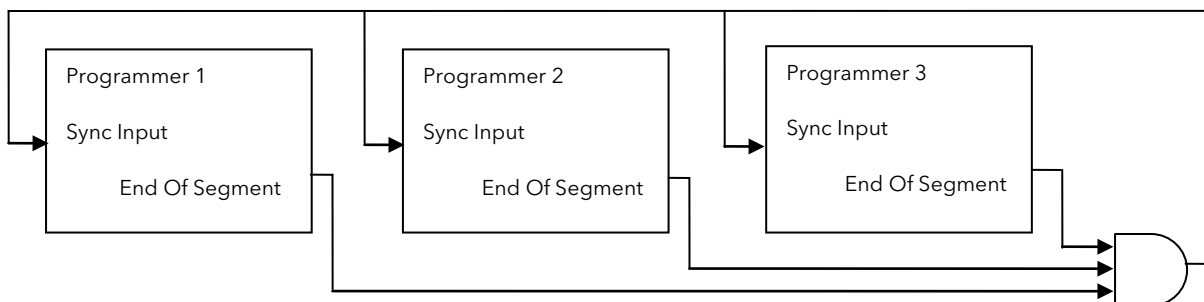 Programmer 1
Sync Input
End Of Segment
Programmer 2
Sync Input
End Of Segment
Programmer 3
Sync Input
End Of Segment